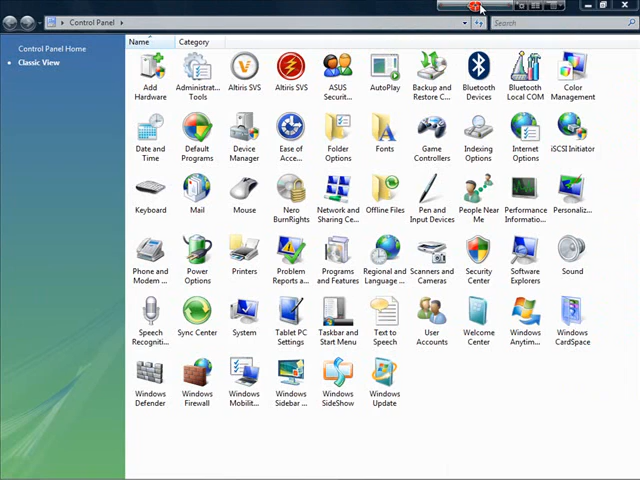 Control Panel
Search
Control Panel Home
Classic View
Name
Category
Add Hardware
Administrat... Tools
Altiris SVS
Altiris SVS
ASUS Securit...
AutoPlay
Backup and Restore C...
Bluetooth Devices
Bluetooth Local COM
Color Management
Date and Time
Default Programs
Device Manager
Ease of Acce...
Folder Options
Fonts
Game Controllers
Indexing Options
Internet Options
iSCSI Initiator
Keyboard
Mail
Mouse
Nero BurnRights
Network and Sharing Ce...
Offline Files
Pen and Input Devices
People Near Me
Performance Informatio...
Personaliz...
Phone and Modem ...
Power Options
Printers
Problem Reports a...
Programs and Features
Regional and Language ...
Scanners and Cameras
Security Center
Software Explorers
Sound
Speech Recogniti...
Sync Center
System
Tablet PC Settings
Taskbar and Start Menu
Text to Speech
User Accounts
Welcome Center
Windows Anytim...
Windows CardSpace
Windows Defender
Windows Firewall
Windows Mobilit...
Windows Sidebar ...
Windows SideShow
Windows Update